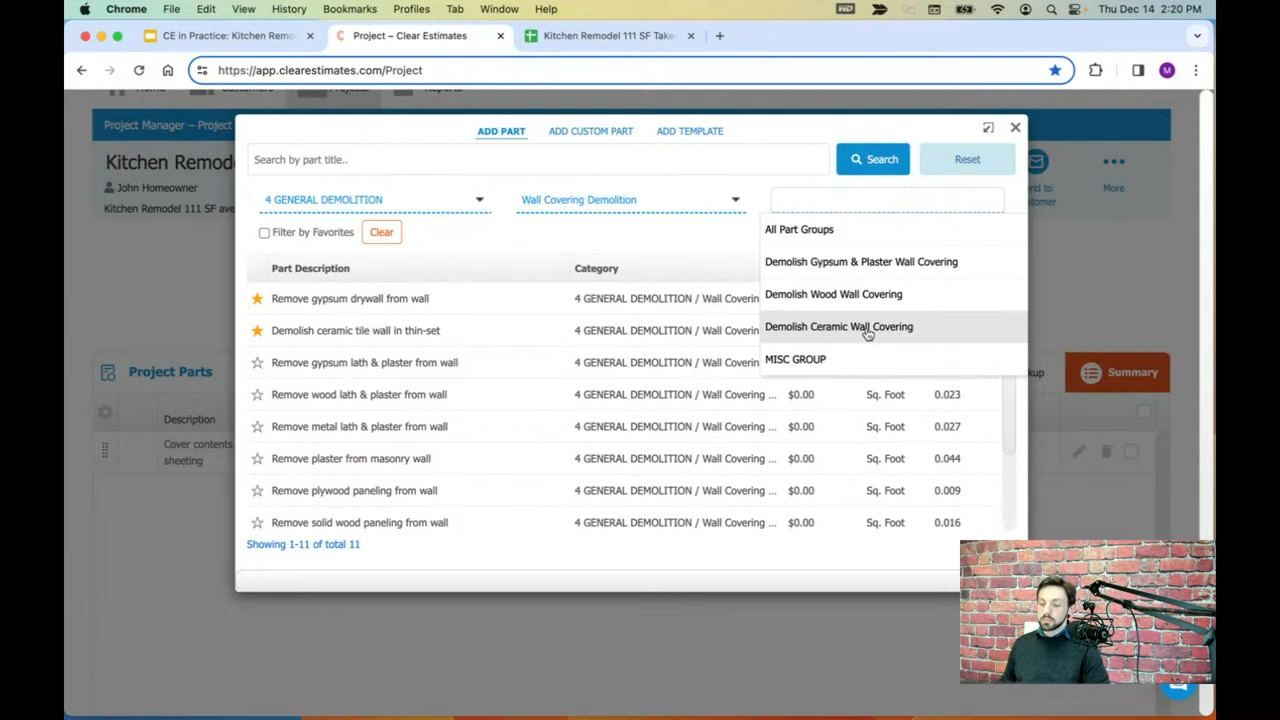 Chrome File Edit View History Bookmarks Profiles Tab Window Help Thu Dec 14 2:20 PM
CE in Practice: Kitchen Remo
Project – Clear Estimates
Kitchen Remodel 111 SF Take
https://app.clearestimates.com/Project
M
Home Customers Projects Reports
Project Manager – Project
ADD PART ADD CUSTOM PART ADD TEMPLATE
Kitchen Remode
Search by part title.. Search Reset
John Homeowner
More
Kitchen Remodel 111 SF ave
4 GENERAL DEMOLITION Wall Covering Demolition
Filter by Favorites Clear
All Part Groups
Demolish Gypsum & Plaster Wall Covering
Demolish Wood Wall Covering
Demolish Ceramic Wall Covering
MISC GROUP
Part Description Category
Remove gypsum drywall from wall 4 GENERAL DEMOLITION / Wall Coverin
Demolish ceramic tile wall in thin-set 4 GENERAL DEMOLITION / Wall Coverin
Remove gypsum lath & plaster from wall 4 GENERAL DEMOLITION / Wall Coverin
Remove wood lath & plaster from wall 4 GENERAL DEMOLITION / Wall Covering ... $0.00 Sq. Foot 0.023
Remove metal lath & plaster from wall 4 GENERAL DEMOLITION / Wall Covering ... $0.00 Sq. Foot 0.027
Remove plaster from masonry wall 4 GENERAL DEMOLITION / Wall Covering ... $0.00 Sq. Foot 0.044
Remove plywood paneling from wall 4 GENERAL DEMOLITION / Wall Covering ... $0.00 Sq. Foot 0.009
Remove solid wood paneling from wall 4 GENERAL DEMOLITION / Wall Covering ... $0.00 Sq. Foot 0.016
Showing 1-11 of total 11
Project Parts
Summary
Description
Cover contents
sheeting